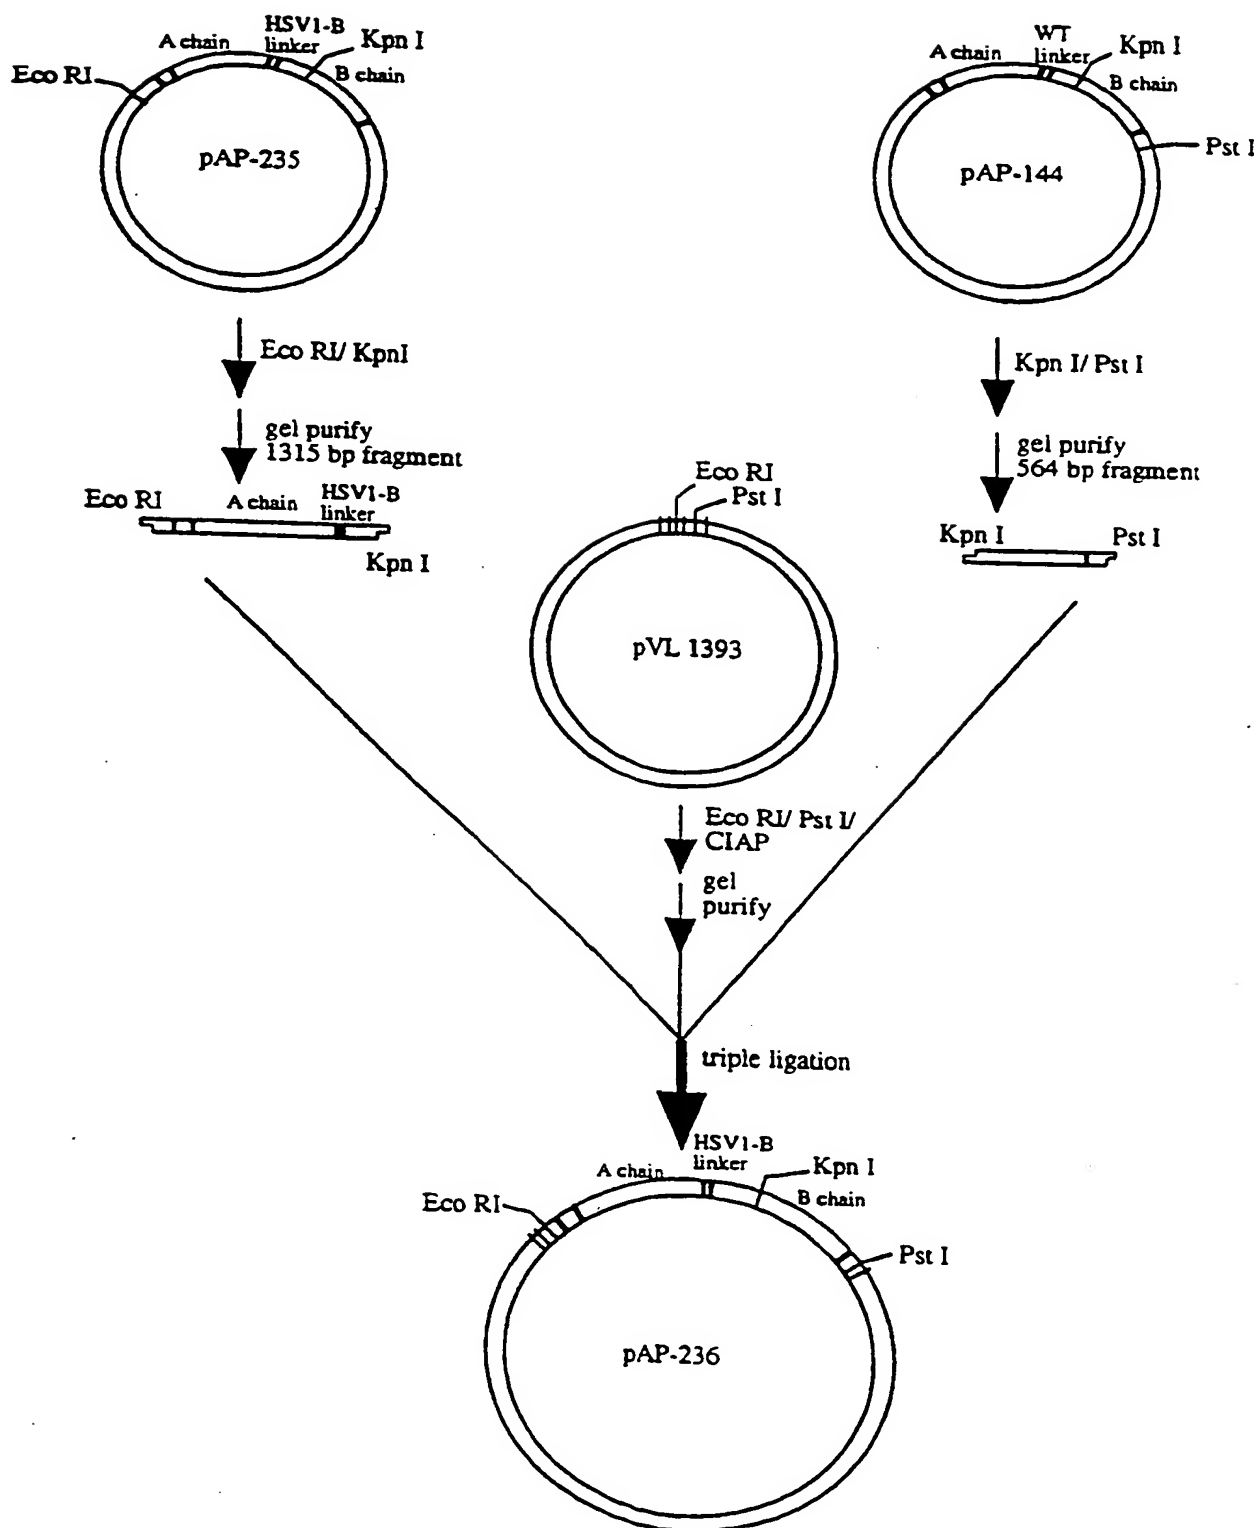 HSV1-B
linker
A chain
Kpn I
Eco RI
B chain
pAP-235
WT
linker
A chain
Kpn I
B chain
Pst I
pAP-144
Eco RI/ KpnI
gel purify
1315 bp fragment
Kpn I/ Pst I
gel purify
564 bp fragment
Eco RI
A chain
HSV1-B
linker
Kpn I
Eco RI
Pst I
Kpn I
Pst I
pVL 1393
Eco RI/ Pst I/
CIAP
gel
purify
triple ligation
HSV1-B
linker
A chain
Kpn I
B chain
Eco RI
Pst I
pAP-236